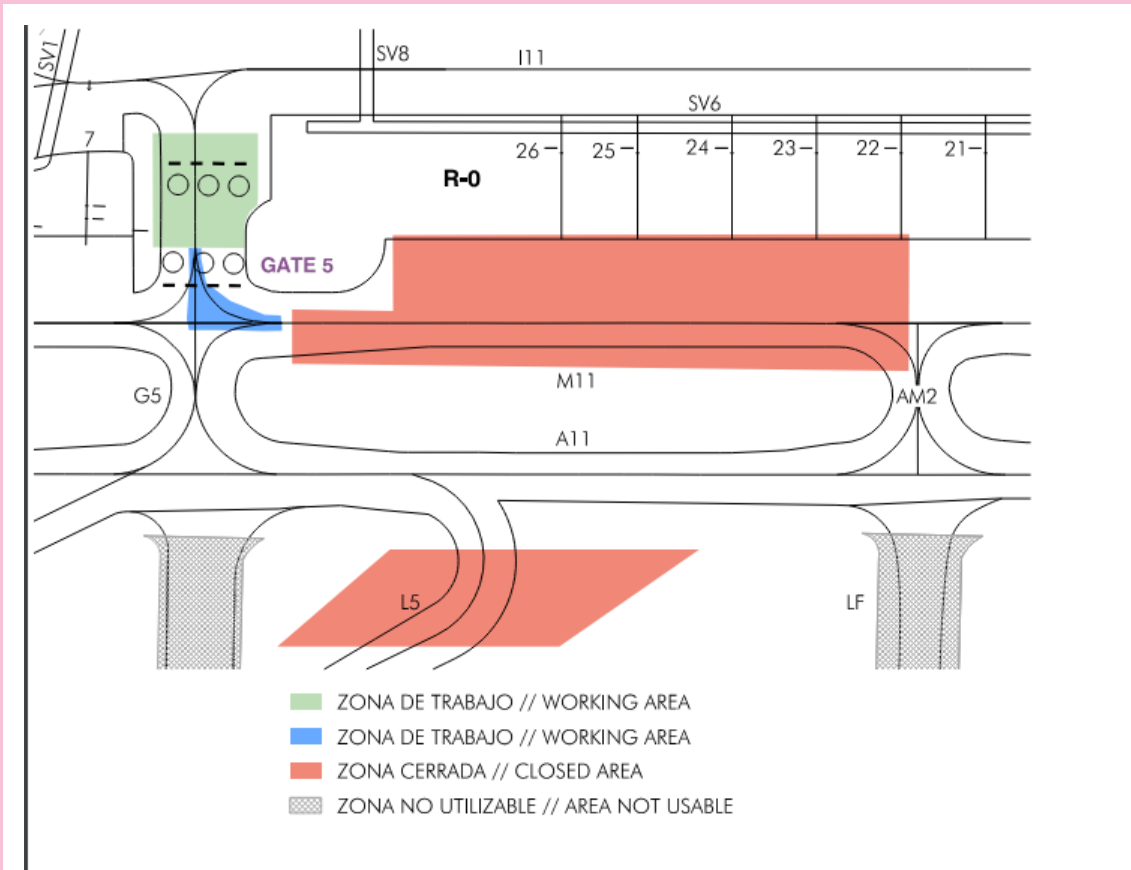 SV1
SV8
I11
SV6
7
26
25
24
23
22
21
R-0
GATE 5
G5
M11
AM2
A11
L5
LF
ZONA DE TRABAJO // WORKING AREA
ZONA DE TRABAJO // WORKING AREA
ZONA CERRADA // CLOSED AREA
ZONA NO UTILIZABLE // AREA NOT USABLE